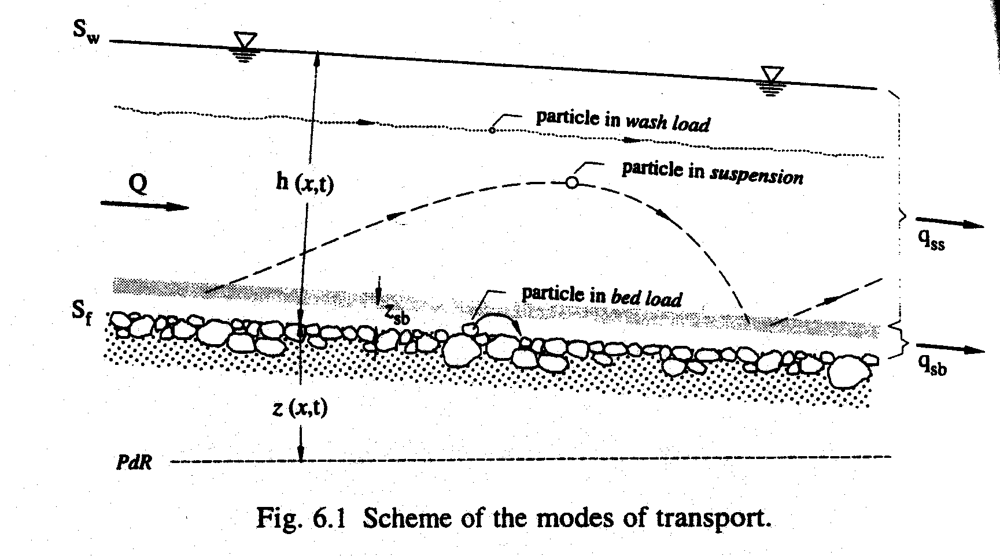 S_w
particle in wash load
particle in suspension
Q
h (x,t)
q_ss
particle in bed load
S_f
z_sb
q_sb
z (x,t)
PdR
Fig. 6.1 Scheme of the modes of transport.